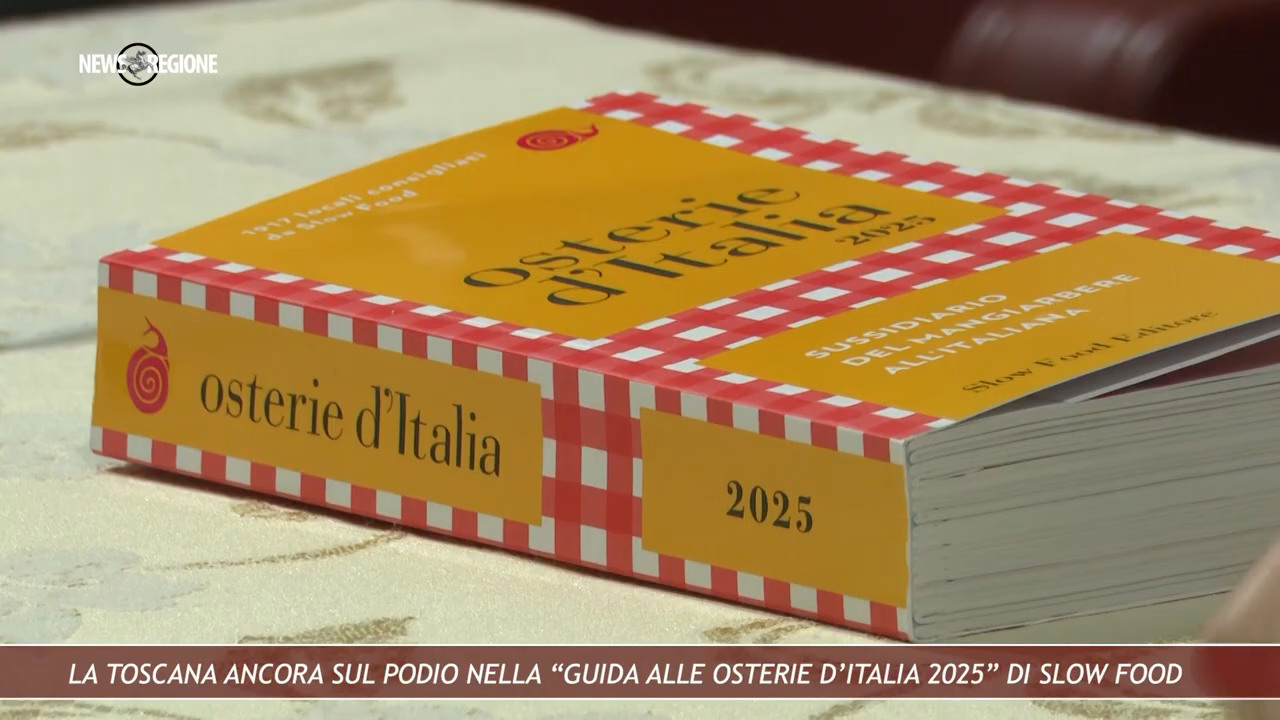 NEWS REGIONE
1917 locali consigliati
da Slow Food
osterie
d'Italia
2025
SUSSIDIARIO
DEL MANGIARBERE
ALL'ITALIANA
Slow Food Editore
osterie d'Italia
2025
LA TOSCANA ANCORA SUL PODIO NELLA “GUIDA ALLE OSTERIE D’ITALIA 2025” DI SLOW FOOD